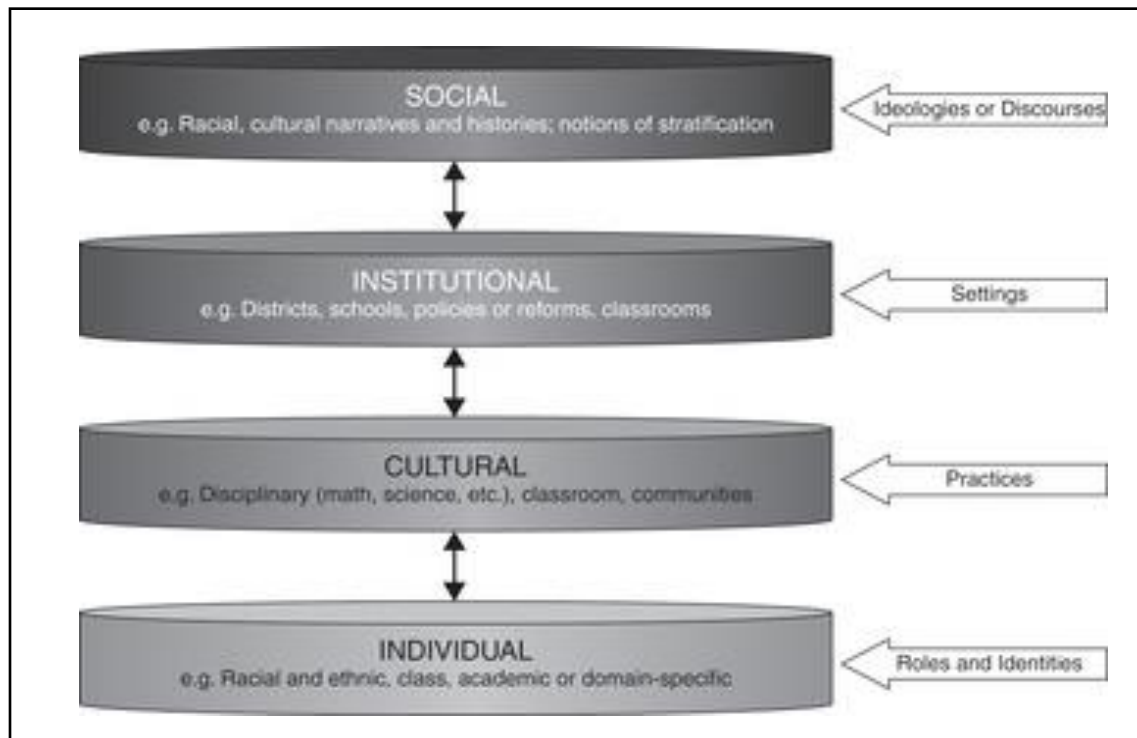 SOCIAL
e.g. Racial, cultural narratives and histories; notions of stratification
Ideologies or Discourses
INSTITUTIONAL
e.g. Districts, schools, policies or reforms, classrooms
Settings
CULTURAL
e.g. Disciplinary (math, science, etc.), classroom, communities
Practices
INDIVIDUAL
e.g. Racial and ethnic, class, academic or domain-specific
Roles and Identities